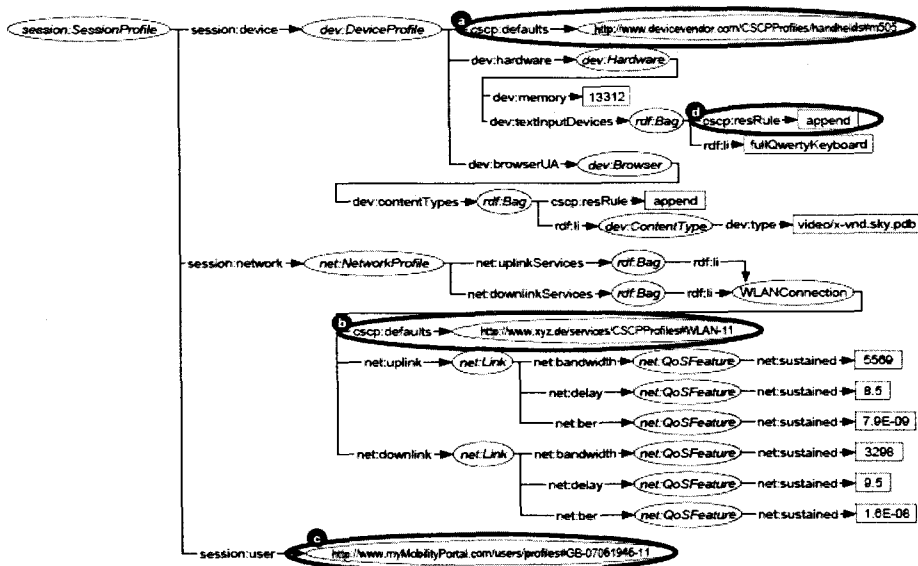 a
session:SessionProfile session:device dev:DeviceProfile cscp:defaults http://www.devicevendor.com/CSCPProfiles/handhelds#m505
dev:hardware dev:Hardware
dev:memory 13312
d
dev:textInputDevices rdf:Bag cscp:resRule append
rdf:li fullQwertyKeyboard
dev:browserUA dev:Browser
dev:contentTypes rdf:Bag cscp:resRule append
rdf:li dev:ContentType dev:type video/x-vnd.sky.pdb
session:network net:NetworkProfile net:uplinkServices rdf:Bag rdf:li
net:downlinkServices rdf:Bag rdf:li WLANConnection
b
cscp:defaults http://www.xyz.de/services/CSCPProfiles#WLAN-11
net:uplink net:Link net:bandwidth net:QoSFeature net:sustained 5569
net:delay net:QoSFeature net:sustained 8.5
net:ber net:QoSFeature net:sustained 7.9E-09
net:downlink net:Link net:bandwidth net:QoSFeature net:sustained 3298
net:delay net:QoSFeature net:sustained 9.5
net:ber net:QoSFeature net:sustained 1.6E-08
c
session:user http://www.myMobilityPortal.com/users/profiles#GB-07061946-11